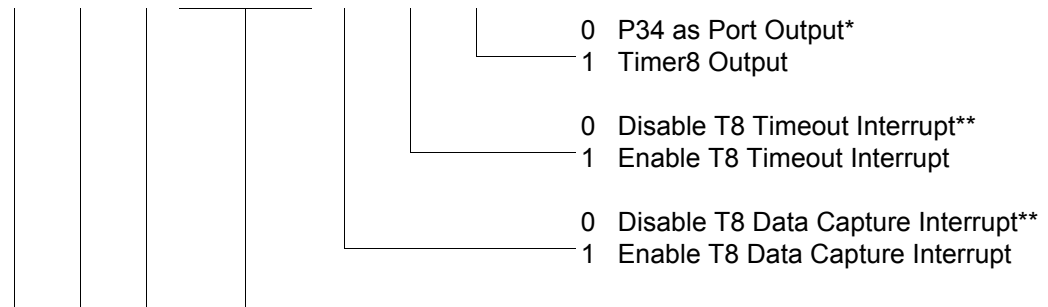 0 P34 as Port Output*
1 Timer8 Output
0 Disable T8 Timeout Interrupt**
1 Enable T8 Timeout Interrupt
0 Disable T8 Data Capture Interrupt**
1 Enable T8 Data Capture Interrupt